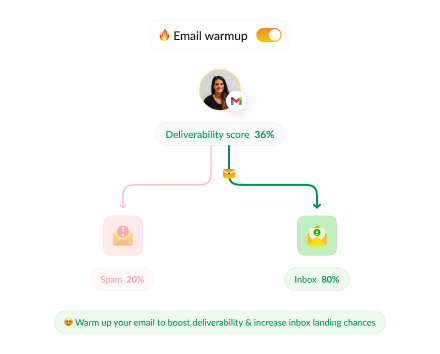 Email warmup
Deliverability score 36%
Spam 20%
Inbox 80%
Warm up your email to boost deliverability & increase inbox landing chances